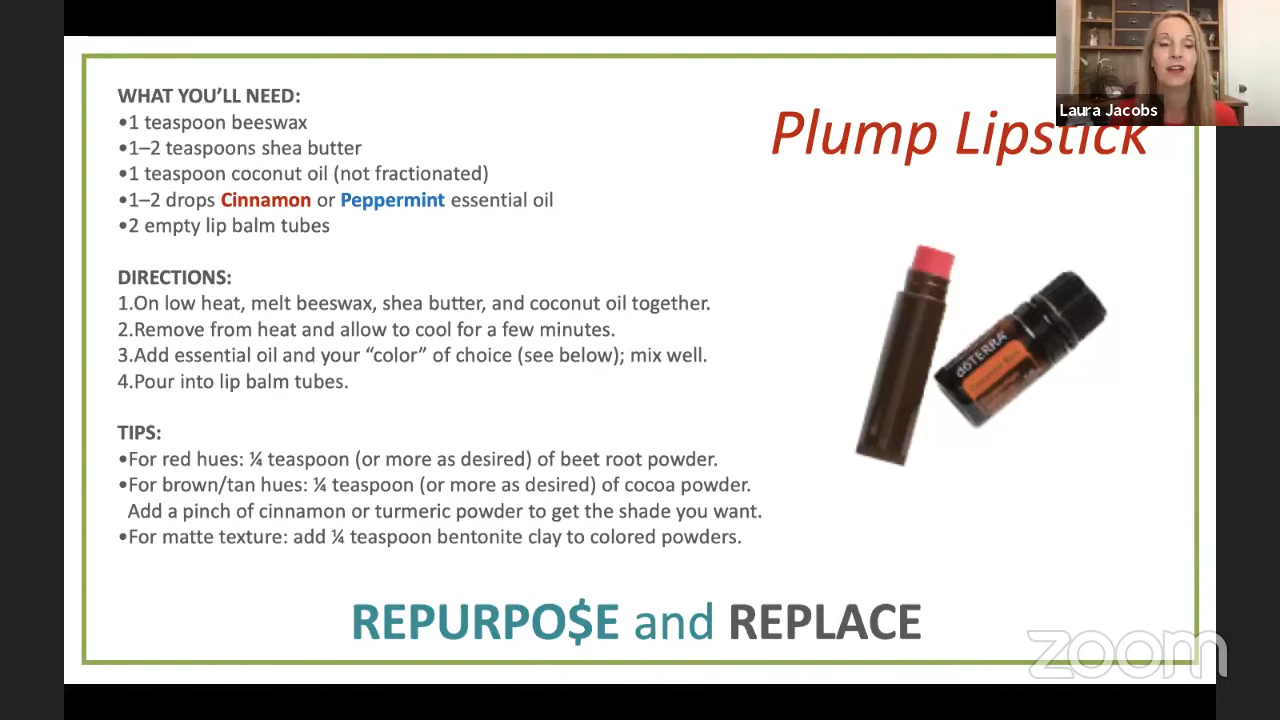 WHAT YOU'LL NEED:
•1 teaspoon beeswax
•1–2 teaspoons shea butter
•1 teaspoon coconut oil (not fractionated)
•1–2 drops Cinnamon or Peppermint essential oil
•2 empty lip balm tubes
DIRECTIONS:
1.On low heat, melt beeswax, shea butter, and coconut oil together.
2.Remove from heat and allow to cool for a few minutes.
3.Add essential oil and your “color” of choice (see below); mix well.
4.Pour into lip balm tubes.
TIPS:
•For red hues: ¼ teaspoon (or more as desired) of beet root powder.
•For brown/tan hues: ¼ teaspoon (or more as desired) of cocoa powder.
Add a pinch of cinnamon or turmeric powder to get the shade you want.
•For matte texture: add ¼ teaspoon bentonite clay to colored powders.
Plump Lipstick
Laura Jacobs
dōTERRA
REPURPO$E and REPLACE
zoom